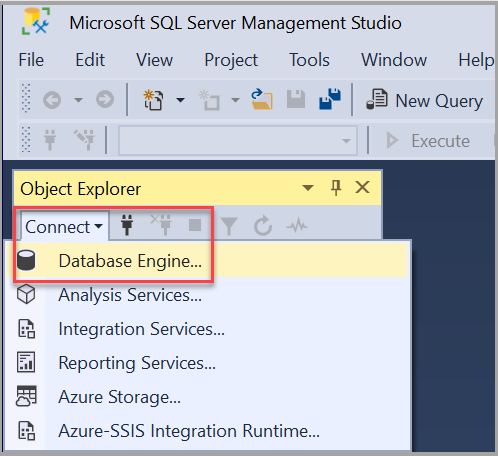 Microsoft SQL Server Management Studio
File Edit View Project Tools Window Help
New Query
Execute
Object Explorer
Connect
Database Engine...
Analysis Services...
Integration Services...
Reporting Services...
Azure Storage...
Azure-SSIS Integration Runtime...